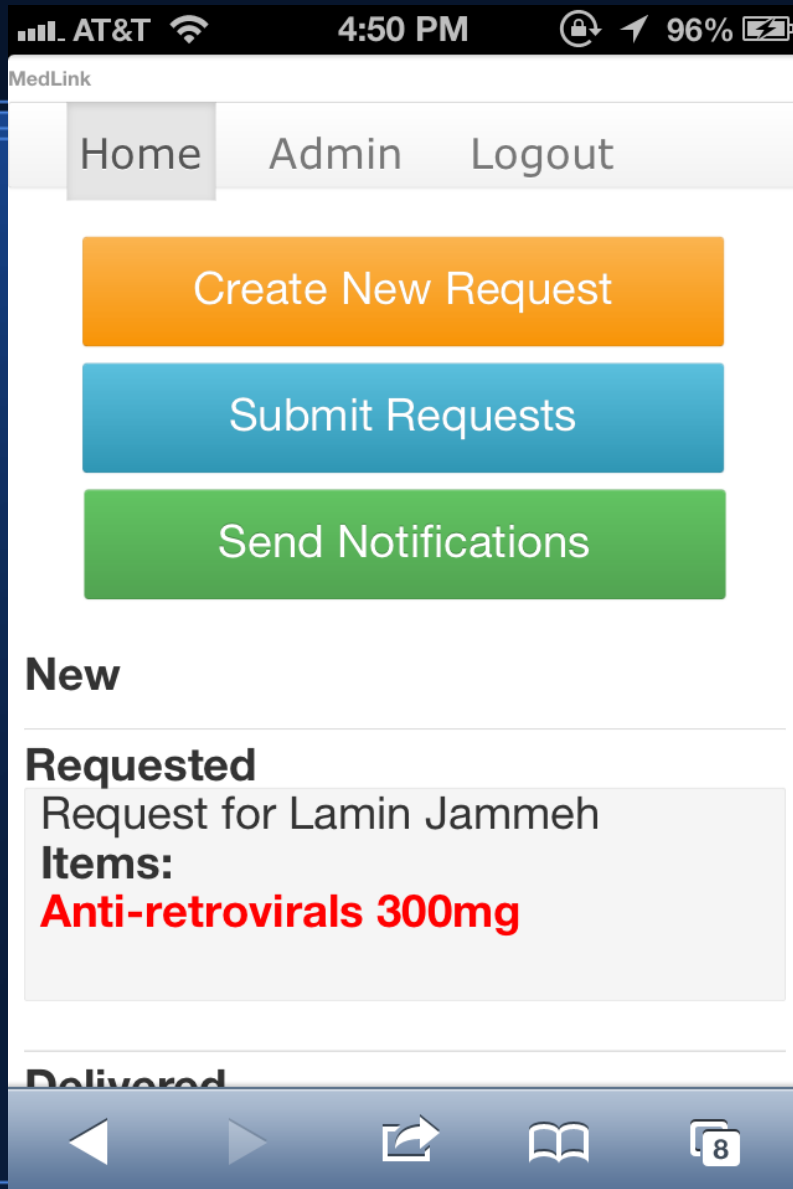 AT&T 4:50 PM 96%
MedLink
Home Admin Logout
Create New Request
Submit Requests
Send Notifications
New
Requested
Request for Lamin Jammeh
Items:
Anti-retrovirals 300mg
Delivered
8